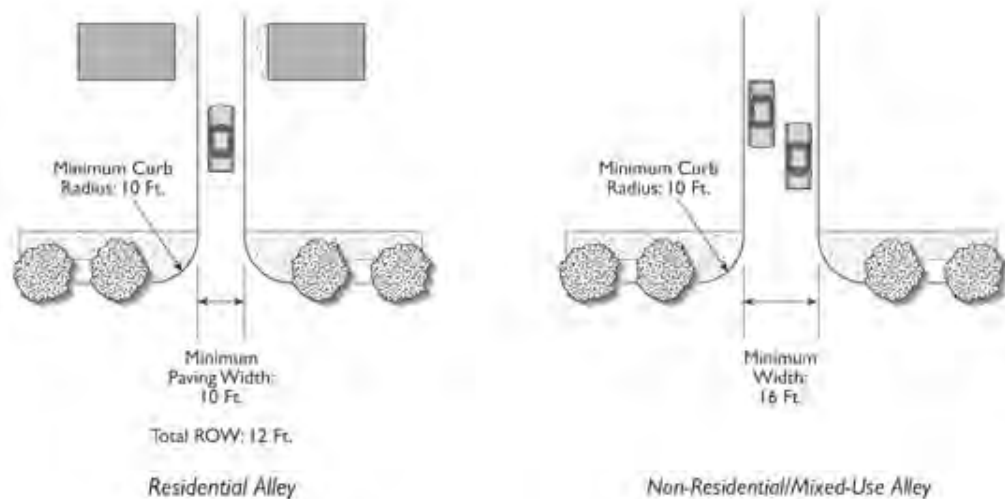 Minimum Curb
Radius: 10 Ft.
Minimum
Paving Width:
10 Ft.
Total ROW: 12 Ft.
Residential Alley
Minimum Curb
Radius: 10 Ft.
Minimum
Width:
16 Ft.
Non-Residential/Mixed-Use Alley